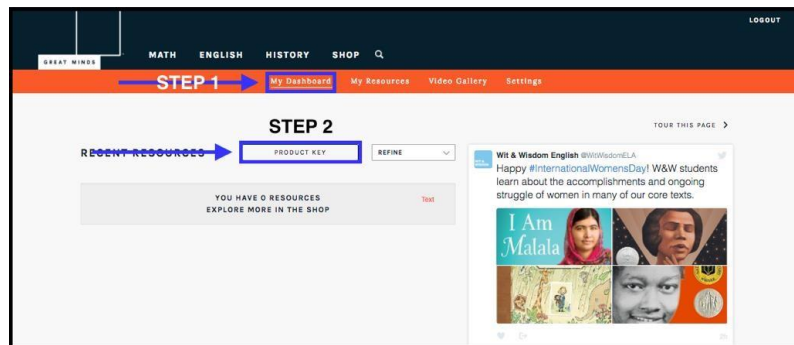 LOGOUT
GREAT MINDS
MATH ENGLISH HISTORY SHOP
STEP 1 My Dashboard My Resources Video Gallery Settings
STEP 2
TOUR THIS PAGE
RECENT RESOURCES PRODUCT KEY REFINE
YOU HAVE 0 RESOURCES
EXPLORE MORE IN THE SHOP
Text
Wit & Wisdom English @WitWisdomELA
Happy #InternationalWomensDay! W&W students
learn about the accomplishments and ongoing
struggle of women in many of our core texts.
I Am
Malala